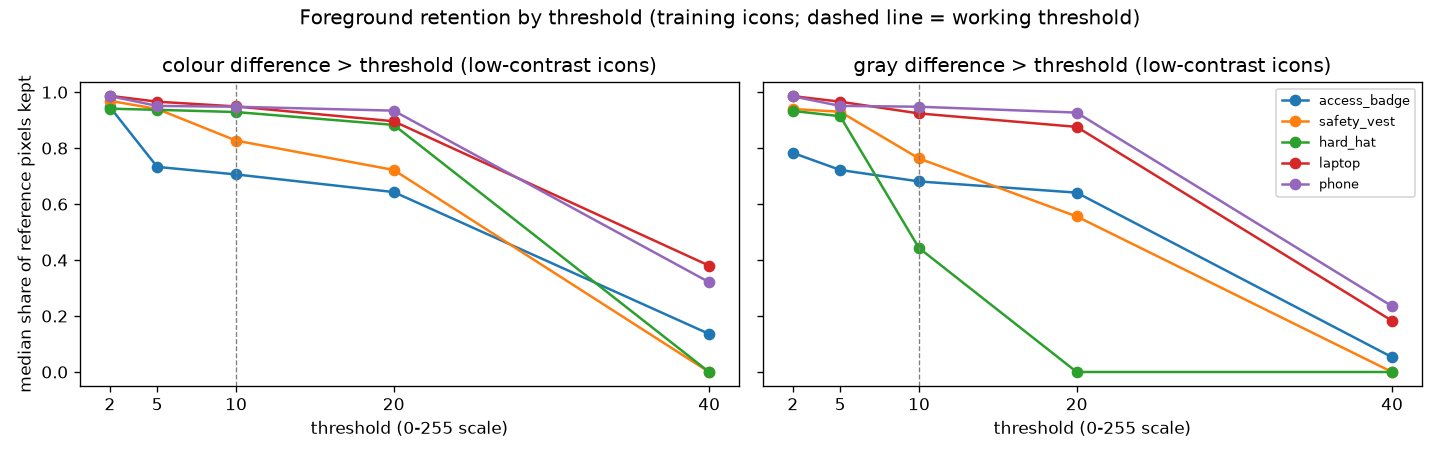 Foreground retention by threshold (training icons; dashed line = working threshold)
colour difference > threshold (low-contrast icons)
median share of reference pixels kept
1.0
0.8
0.6
0.4
0.2
0.0
2 5 10 20 40
threshold (0-255 scale)
gray difference > threshold (low-contrast icons)
access_badge
safety_vest
hard_hat
laptop
phone
2 5 10 20 40
threshold (0-255 scale)